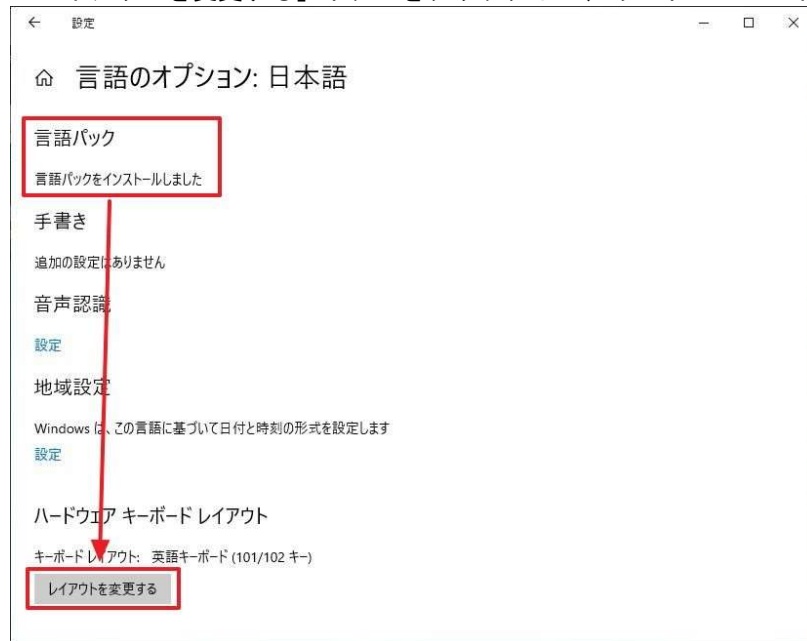 設定
言語のオプション: 日本語
言語パック
言語パックをインストールしました
手書き
追加の設定はありません
音声認識
設定
地域設定
Windows は、この言語に基づいて日付と時刻の形式を設定します
設定
ハードウェア キーボード レイアウト
キーボード レイアウト: 英語キーボード (101/102 キー)
レイアウトを変更する